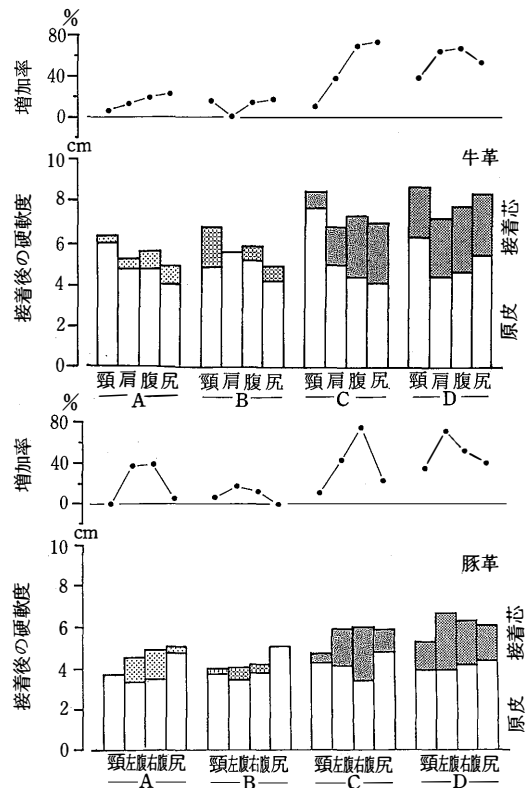 %
80
40
0
増加率
cm
牛革
10
8
6
4
2
0
接着後の硬軟度
接着芯
原皮
頸肩腹尻 頸肩腹尻 頸肩腹尻 頸肩腹尻
A B C D
%
80
40
0
増加率
cm
豚革
10
8
6
4
2
0
接着後の硬軟度
接着芯
原皮
頸左腹右腹尻 頸左腹右腹尻 頸左腹右腹尻 頸左腹右腹尻
A B C D